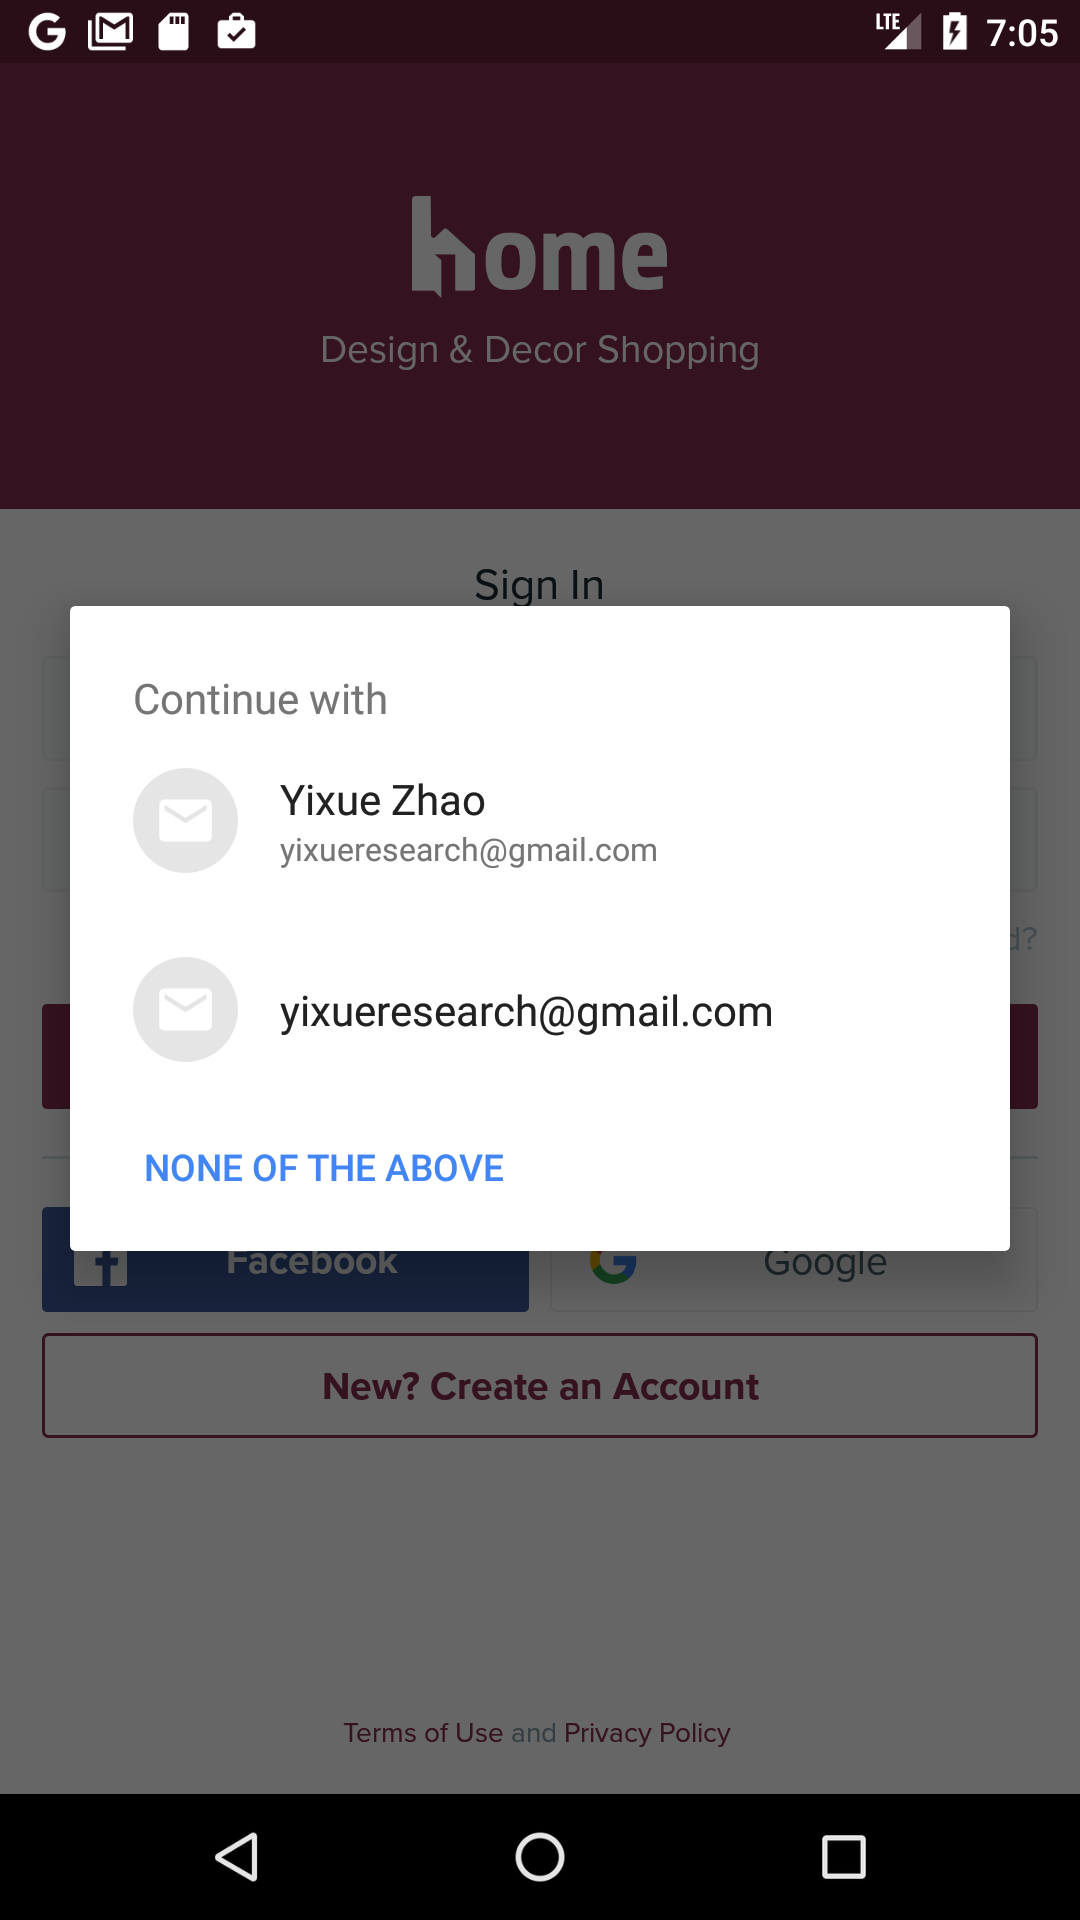 LTE 7:05
home
Design & Decor Shopping
Sign In
Continue with
Yixue Zhao
yixueresearch@gmail.com
d?
yixueresearch@gmail.com
NONE OF THE ABOVE
Facebook
Google
New? Create an Account
Terms of Use and Privacy Policy